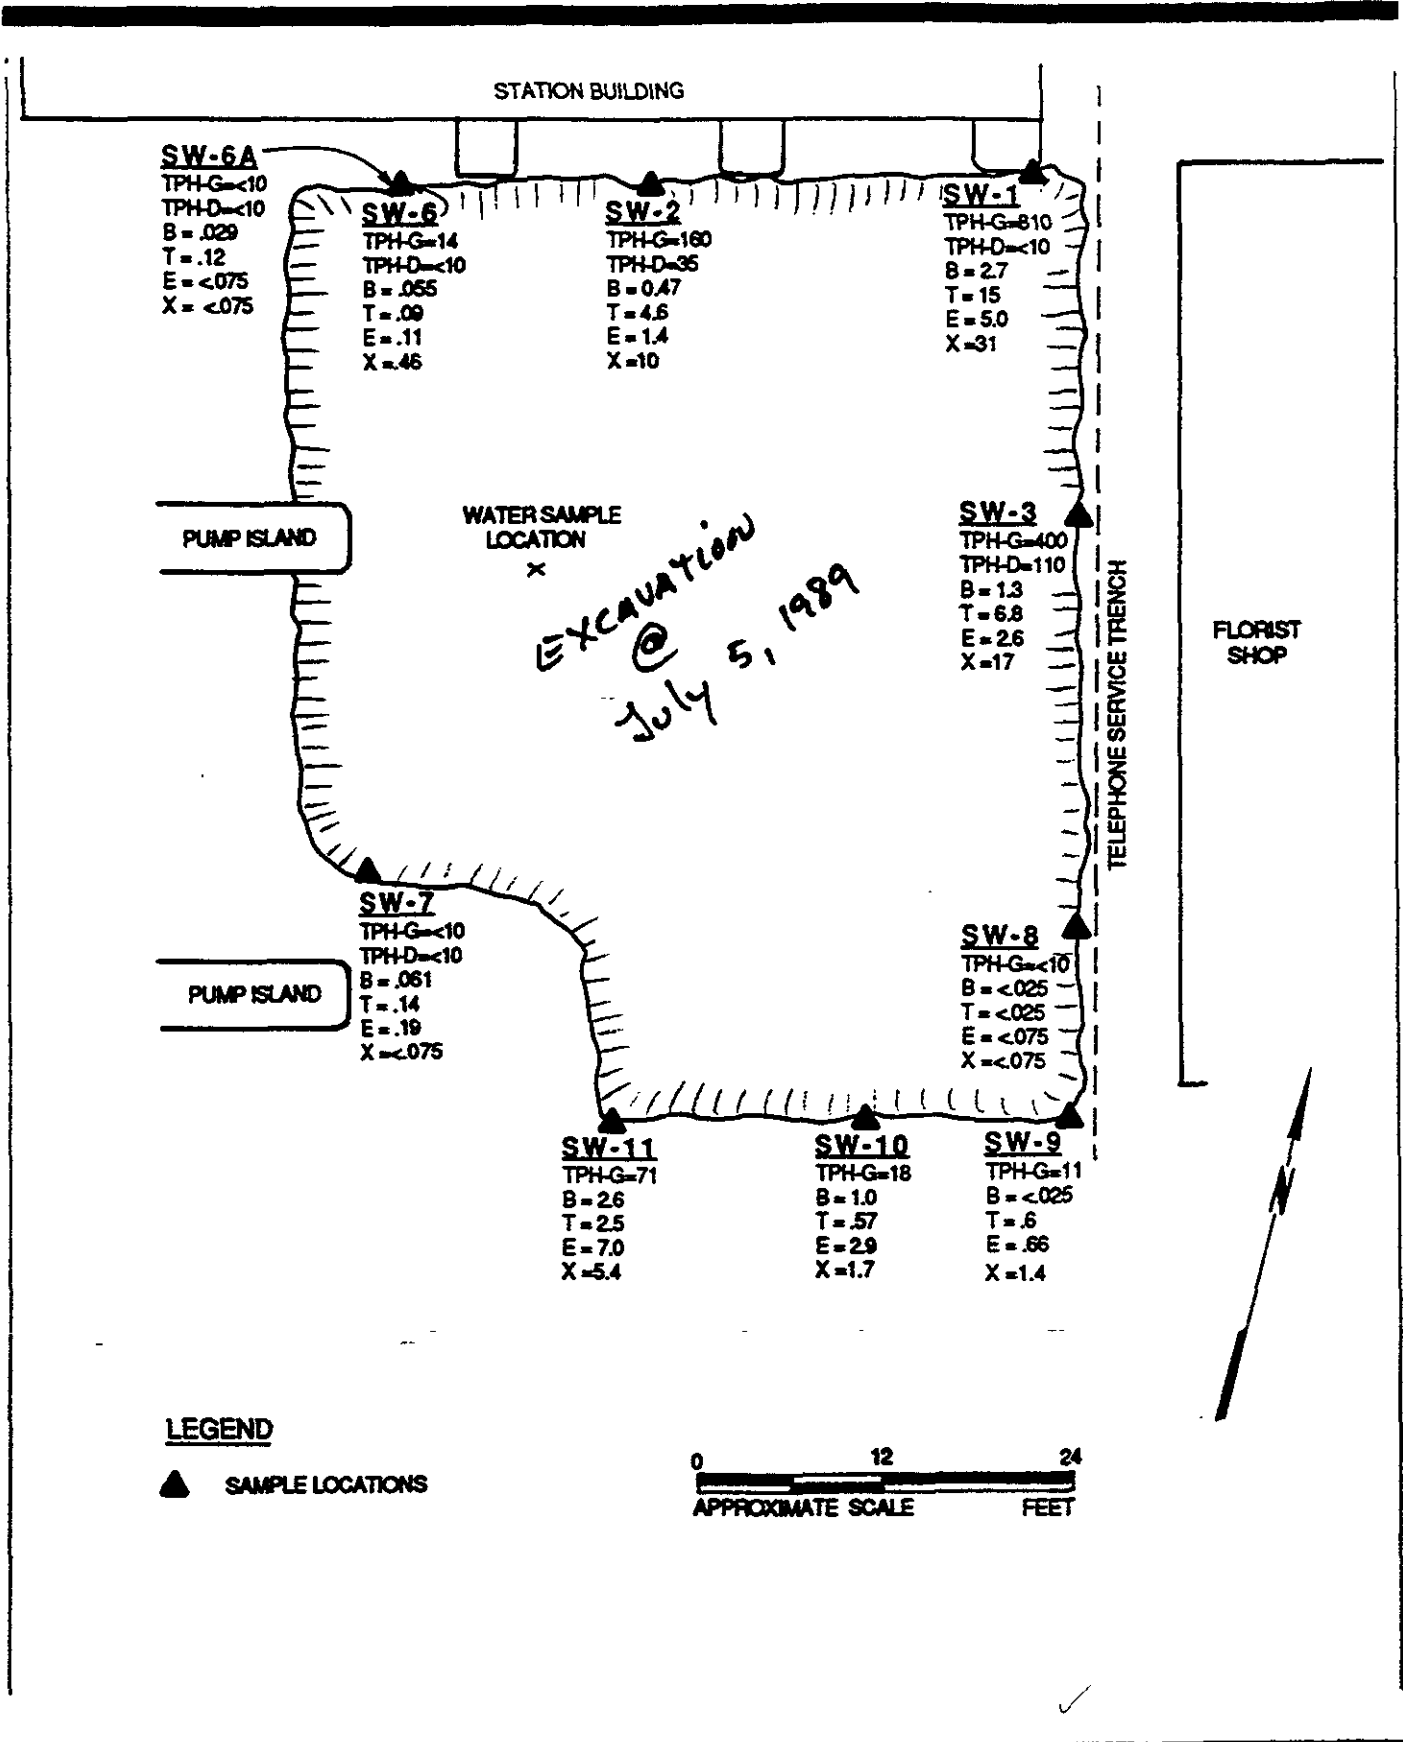 STATION BUILDING
SW-6A
TPH-G=<10
TPH-D=<10
B = .029
T = .12
E = <.075
X = <.075
SW-6
TPH-G=14
TPH-D=<10
B = .055
T = .09
E = .11
X =.46
SW-2
TPH-G=160
TPH-D=35
B = 0.47
T = 4.6
E = 1.4
X =10
SW-1
TPH-G=810
TPH-D=<10
B = 2.7
T = 15
E = 5.0
X =31
PUMP ISLAND
WATER SAMPLE
LOCATION
×
EXCAVATION
@
July 5, 1989
SW-3
TPH-G=400
TPH-D=110
B = 1.3
T = 6.8
E = 2.6
X =17
TELEPHONE SERVICE TRENCH
FLORIST
SHOP
SW-7
TPH-G=<10
TPH-D=<10
B = .061
T = .14
E = .19
X =<.075
PUMP ISLAND
SW-8
TPH-G=<10
B = <.025
T = <.025
E = <.075
X =<.075
SW-11
TPH-G=71
B = 2.6
T = 2.5
E = 7.0
X =5.4
SW-10
TPH-G=18
B = 1.0
T = .57
E = 2.9
X =1.7
SW-9
TPH-G=11
B = <.025
T = .6
E = .66
X =1.4
N
LEGEND
SAMPLE LOCATIONS
0 12 24
APPROXIMATE SCALE FEET